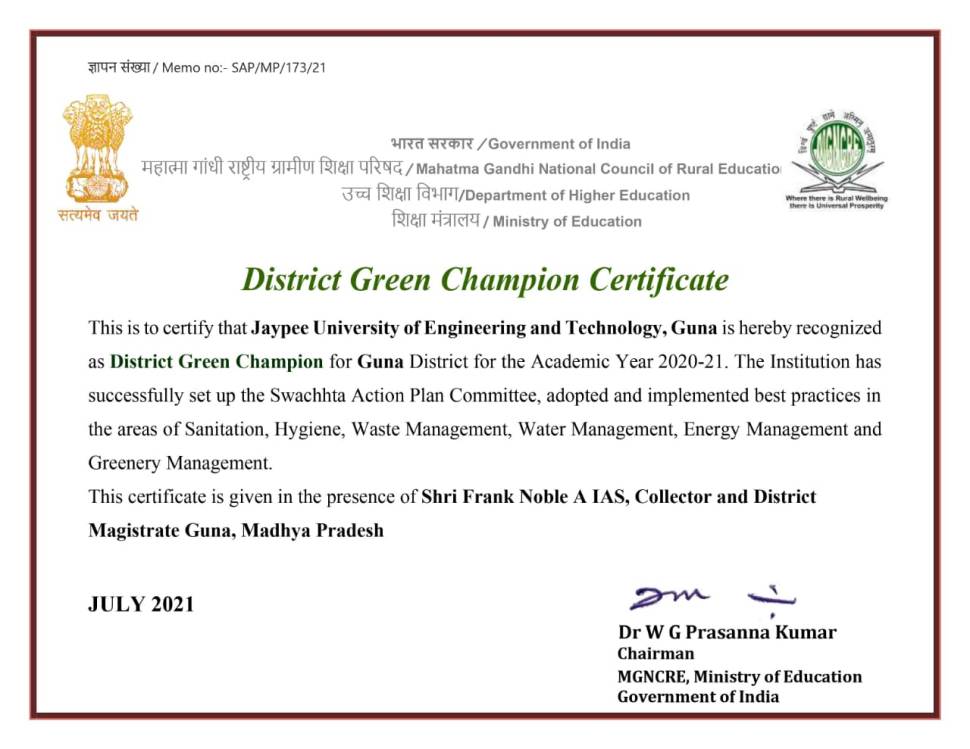 ज्ञापन संख्या / Memo no:- SAP/MP/173/21
सत्यमेव जयते
भारत सरकार /Government of India
महात्मा गांधी राष्ट्रीय ग्रामीण शिक्षा परिषद / Mahatma Gandhi National Council of Rural Educatio
उच्च शिक्षा विभाग/Department of Higher Education
शिक्षा मंत्रालय / Ministry of Education
MGNCRE
Where there is Rural Wellbeing
there is Universal Prosperity
District Green Champion Certificate
This is to certify that Jaypee University of Engineering and Technology, Guna is hereby recognized
as District Green Champion for Guna District for the Academic Year 2020-21. The Institution has
successfully set up the Swachhta Action Plan Committee, adopted and implemented best practices in
the areas of Sanitation, Hygiene, Waste Management, Water Management, Energy Management and
Greenery Management.
This certificate is given in the presence of Shri Frank Noble A IAS, Collector and District
Magistrate Guna, Madhya Pradesh
JULY 2021
Dr W G Prasanna Kumar
Chairman
MGNCRE, Ministry of Education
Government of India